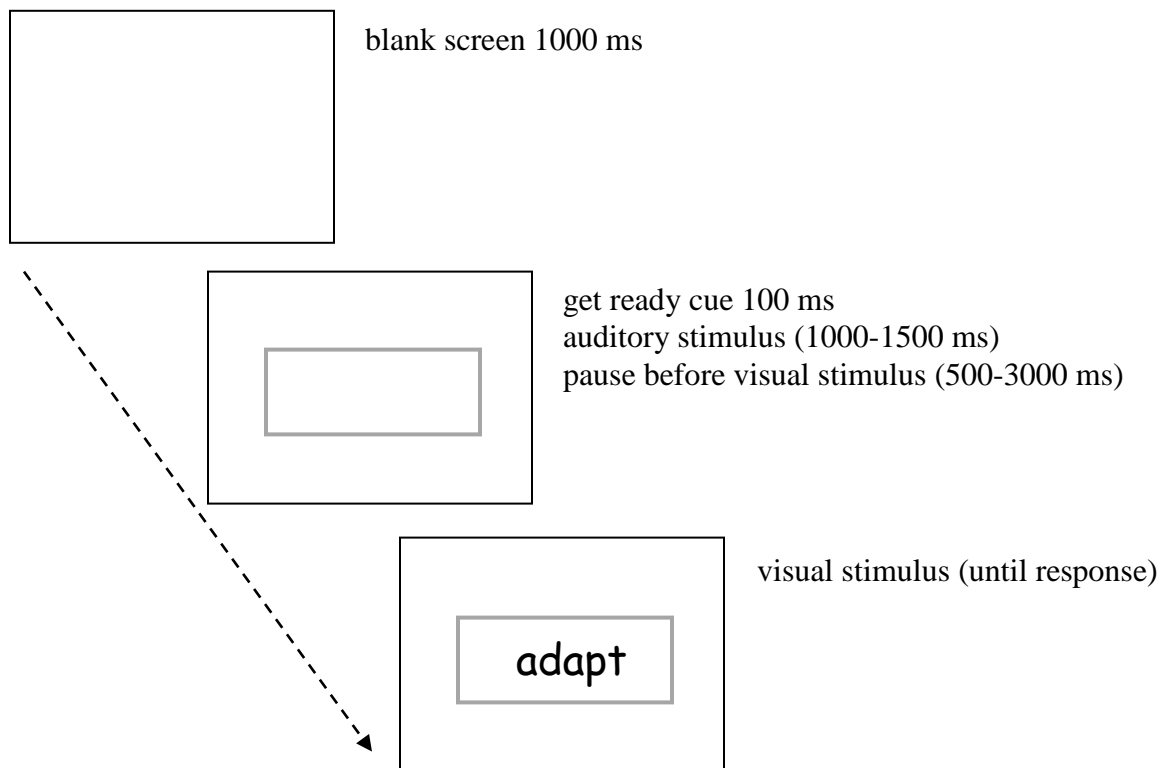 blank screen 1000 ms
get ready cue 100 ms
auditory stimulus (1000-1500 ms)
pause before visual stimulus (500-3000 ms)
visual stimulus (until response)
adapt